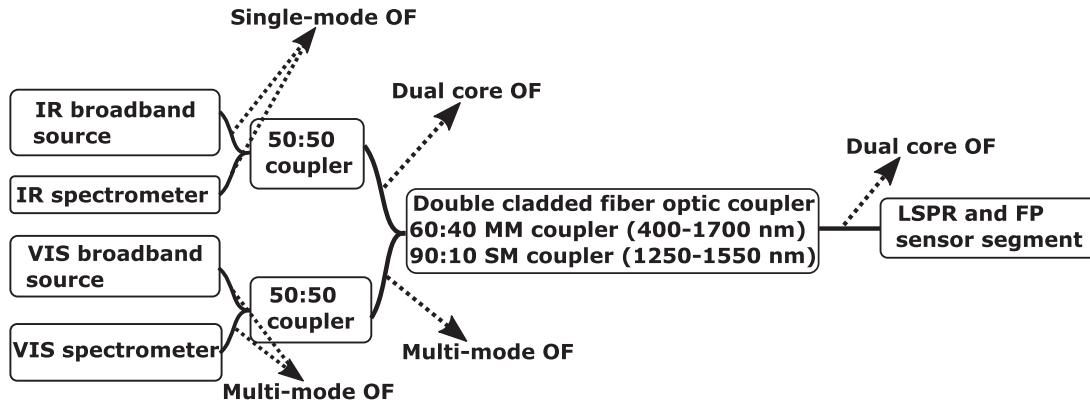 Single-mode OF
IR broadband
source
50:50
coupler
IR spectrometer
Dual core OF
Dual core OF
Double cladded fiber optic coupler
60:40 MM coupler (400-1700 nm)
90:10 SM coupler (1250-1550 nm)
LSPR and FP
sensor segment
VIS broadband
source
50:50
coupler
VIS spectrometer
Multi-mode OF
Multi-mode OF